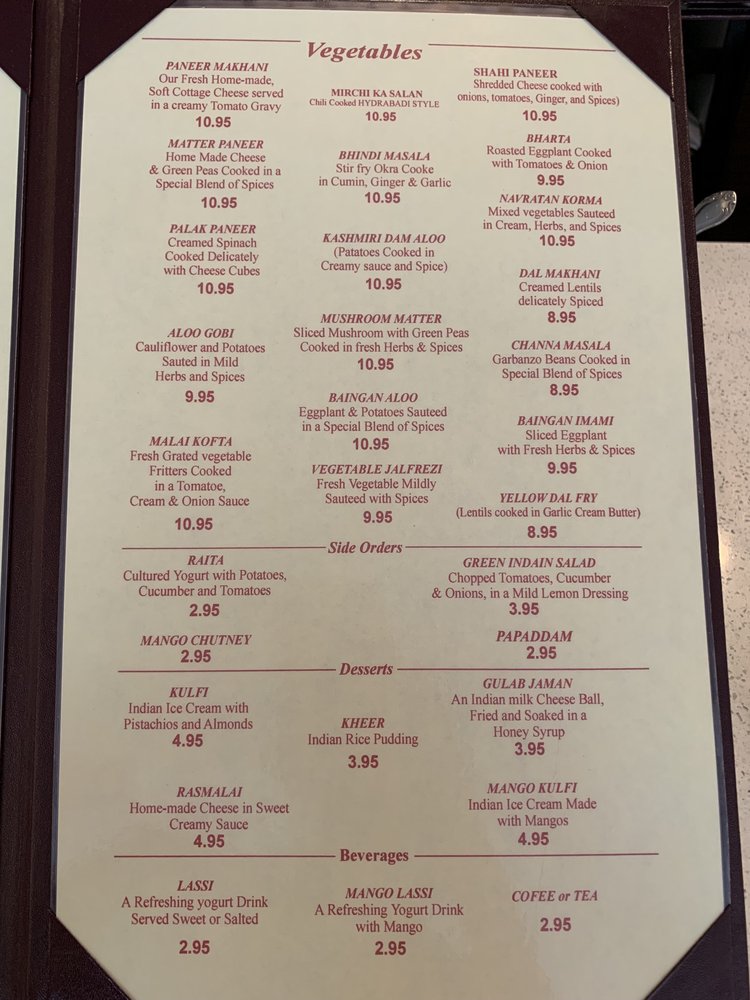 Vegetables
PANEER MAKHANI
Our Fresh Home-made,
Soft Cottage Cheese served
in a creamy Tomato Gravy
10.95
MATTER PANEER
Home Made Cheese
& Green Peas Cooked in a
Special Blend of Spices
10.95
PALAK PANEER
Creamed Spinach
Cooked Delicately
with Cheese Cubes
10.95
ALOO GOBI
Cauliflower and Potatoes
Sauted in Mild
Herbs and Spices
9.95
MALAI KOFTA
Fresh Grated vegetable
Fritters Cooked
in a Tomatoe,
Cream & Onion Sauce
10.95
MIRCHI KA SALAN
Chili Cooked HYDRABADI STYLE
10.95
BHINDI MASALA
Stir fry Okra Cooke
in Cumin, Ginger & Garlic
10.95
KASHMIRI DAM ALOO
(Patatoes Cooked in
Creamy sauce and Spice)
10.95
MUSHROOM MATTER
Sliced Mushroom with Green Peas
Cooked in fresh Herbs & Spices
10.95
BAINGAN ALOO
Eggplant & Potatoes Sauteed
in a Special Blend of Spices
10.95
VEGETABLE JALFREZI
Fresh Vegetable Mildly
Sauteed with Spices
9.95
SHAHI PANEER
Shredded Cheese cooked with
onions, tomatoes, Ginger, and Spices)
10.95
BHARTA
Roasted Eggplant Cooked
with Tomatoes & Onion
9.95
NAVRATAN KORMA
Mixed vegetables Sauteed
in Cream, Herbs, and Spices
10.95
DAL MAKHANI
Creamed Lentils
delicately Spiced
8.95
CHANNA MASALA
Garbanzo Beans Cooked in
Special Blend of Spices
8.95
BAINGAN IMAMI
Sliced Eggplant
with Fresh Herbs & Spices
9.95
YELLOW DAL FRY
(Lentils cooked in Garlic Cream Butter)
8.95
Side Orders
RAITA
Cultured Yogurt with Potatoes,
Cucumber and Tomatoes
2.95
MANGO CHUTNEY
2.95
GREEN INDAIN SALAD
Chopped Tomatoes, Cucumber
& Onions, in a Mild Lemon Dressing
3.95
PAPADDAM
2.95
Desserts
KULFI
Indian Ice Cream with
Pistachios and Almonds
4.95
RASMALAI
Home-made Cheese in Sweet
Creamy Sauce
4.95
KHEER
Indian Rice Pudding
3.95
GULAB JAMAN
An Indian milk Cheese Ball,
Fried and Soaked in a
Honey Syrup
3.95
MANGO KULFI
Indian Ice Cream Made
with Mangos
4.95
Beverages
LASSI
A Refreshing yogurt Drink
Served Sweet or Salted
2.95
MANGO LASSI
A Refreshing Yogurt Drink
with Mango
2.95
COFEE or TEA
2.95